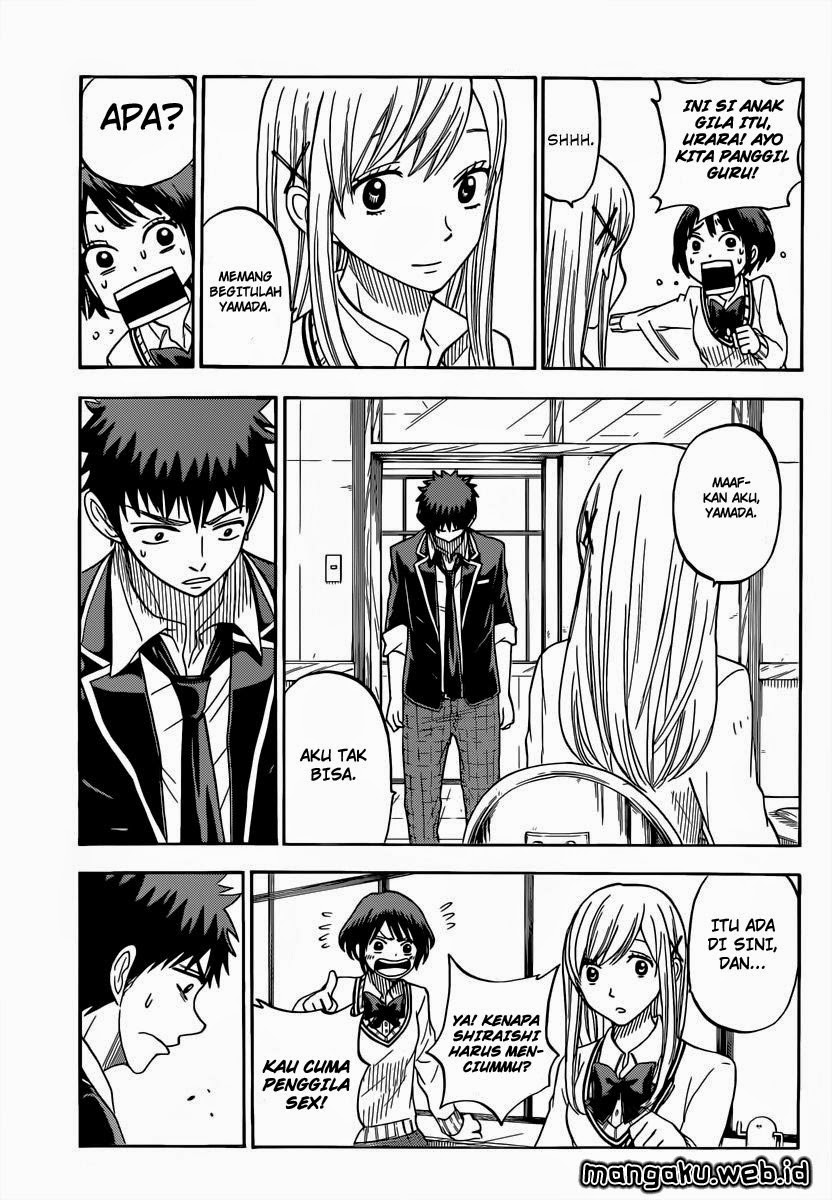 INI SI ANAK
GILA ITU,
URARA! AYO
KITA PANGGIL
GURU!
SHHH.
MEMANG
BEGITULAH
YAMADA.
APA?
MAAF-
KAN AKU,
YAMADA.
AKU TAK
BISA.
ITU ADA
DI SINI,
DAN...
YA! KENAPA
SHIRAISHI
HARUS MEN-
CIUMMU?
KAU CUMA
PENGGILA
SEX!
mangaku.web.id